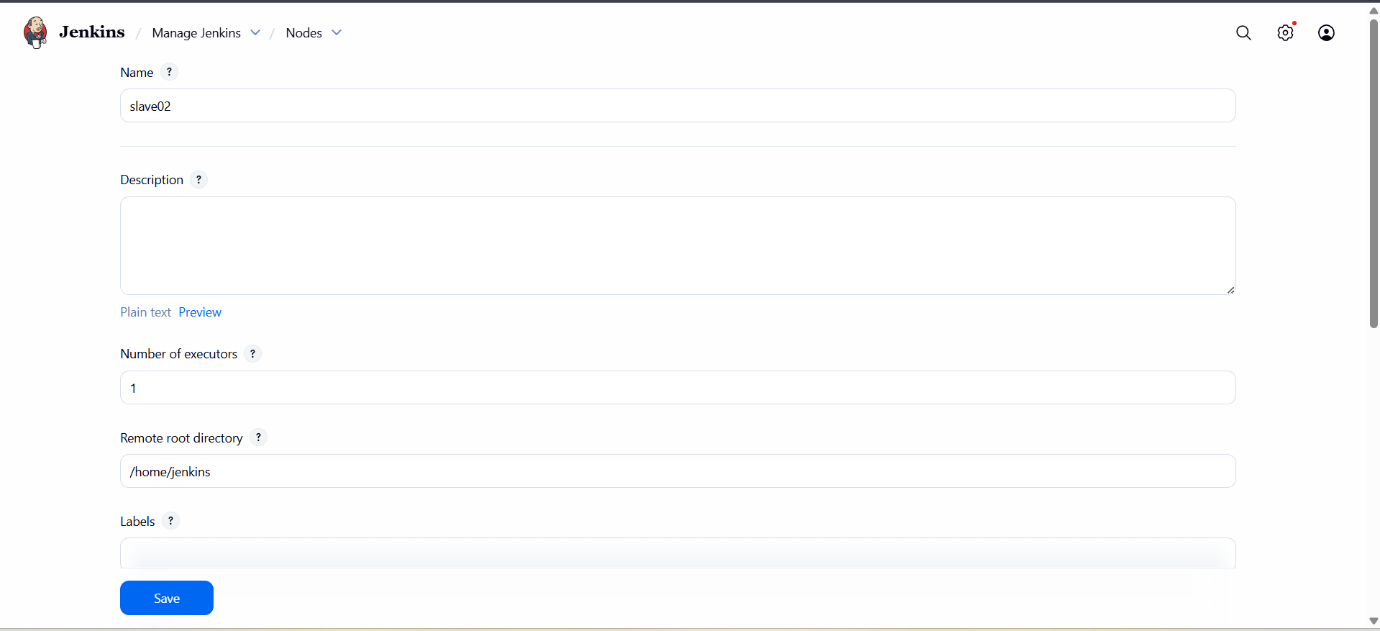 Jenkins / Manage Jenkins / Nodes
Name ?
slave02
Description ?
Plain text Preview
Number of executors ?
1
Remote root directory ?
/home/jenkins
Labels ?
Save